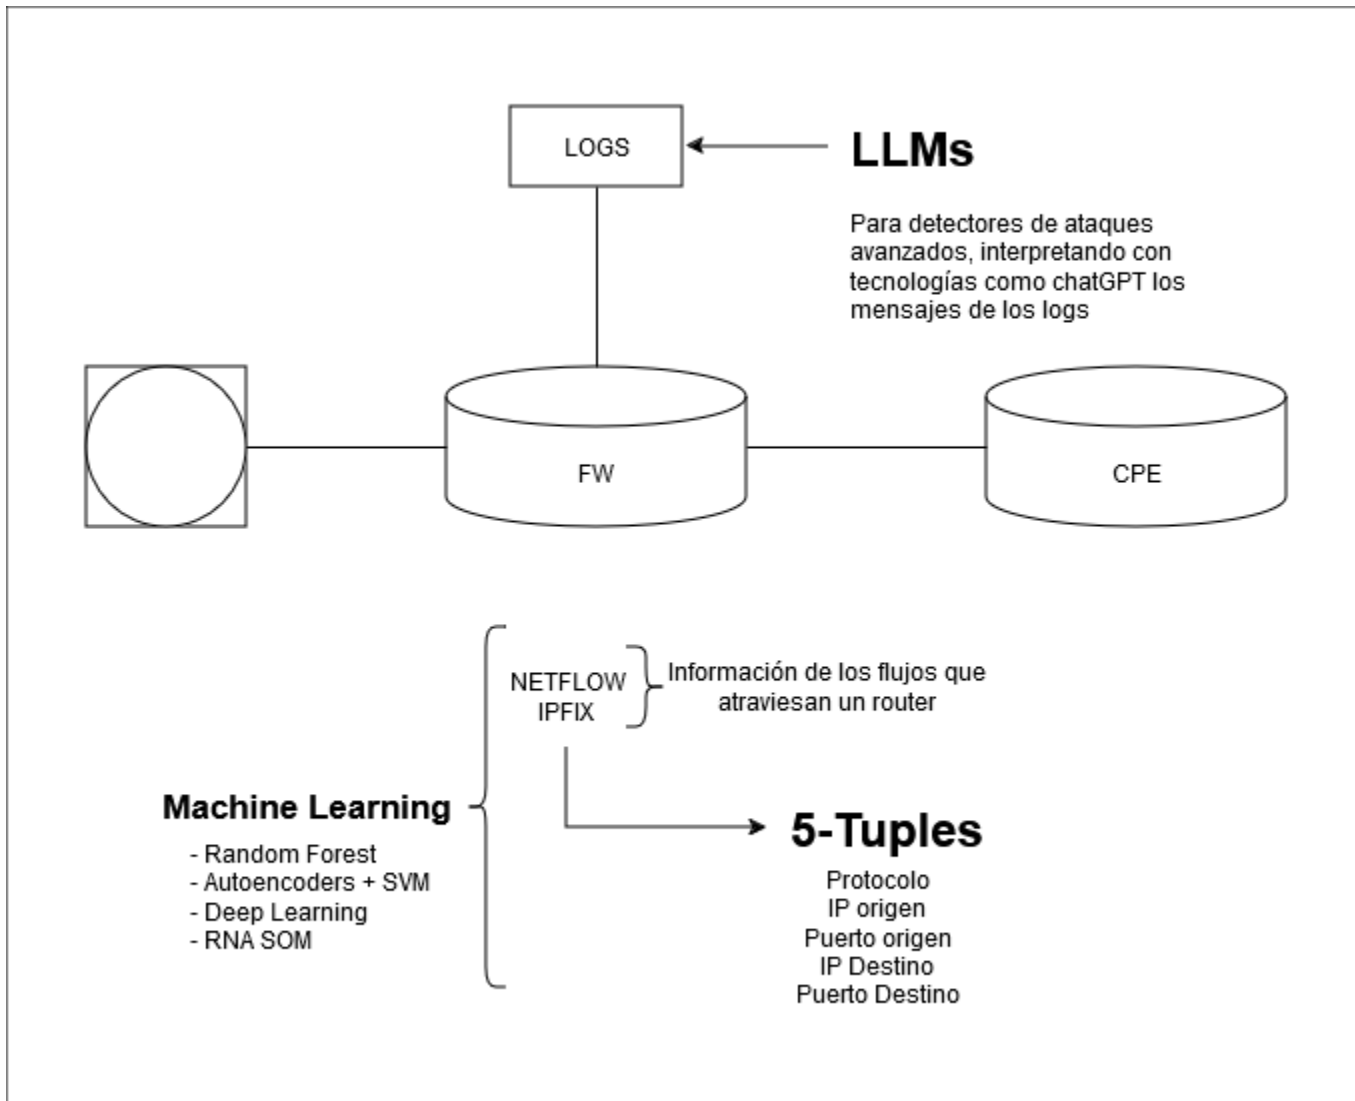 LOGS
LLMs
Para detectores de ataques
avanzados, interpretando con
tecnologías como chatGPT los
mensajes de los logs
FW
CPE
NETFLOW
IPFIX
Información de los flujos que
atraviesan un router
Machine Learning
- Random Forest
- Autoencoders + SVM
- Deep Learning
- RNA SOM
5-Tuples
Protocolo
IP origen
Puerto origen
IP Destino
Puerto Destino